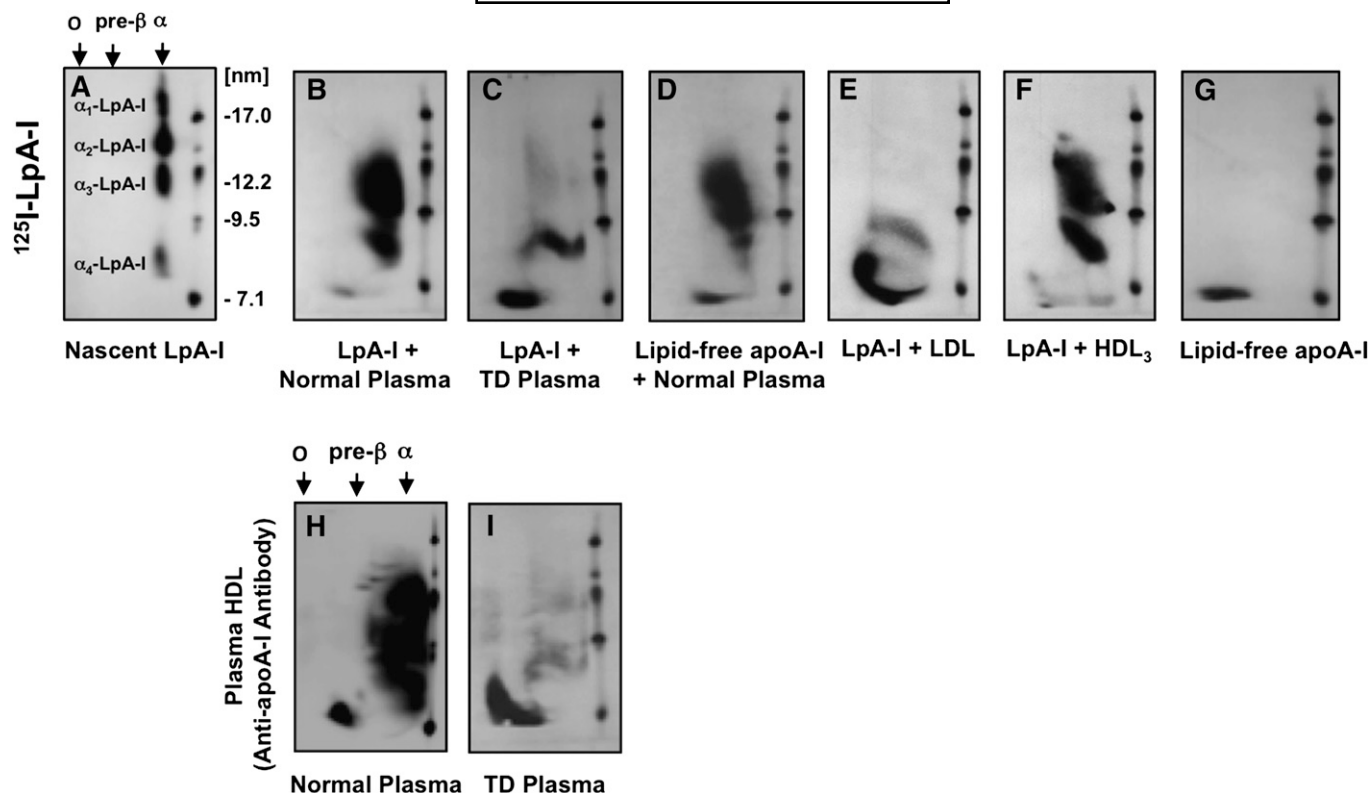 O pre-β α
A
α₁-LpA-I
α₂-LpA-I
α₃-LpA-I
α₄-LpA-I
[nm]
-17.0
-12.2
-9.5
- 7.1
¹²⁵I-LpA-I
B
C
D
E
F
G
Nascent LpA-I
LpA-I +
Normal Plasma
LpA-I +
TD Plasma
Lipid-free apoA-I
+ Normal Plasma
LpA-I + LDL
LpA-I + HDL₃
Lipid-free apoA-I
O pre-β α
H
I
Plasma HDL
(Anti-apoA-I Antibody)
Normal Plasma
TD Plasma